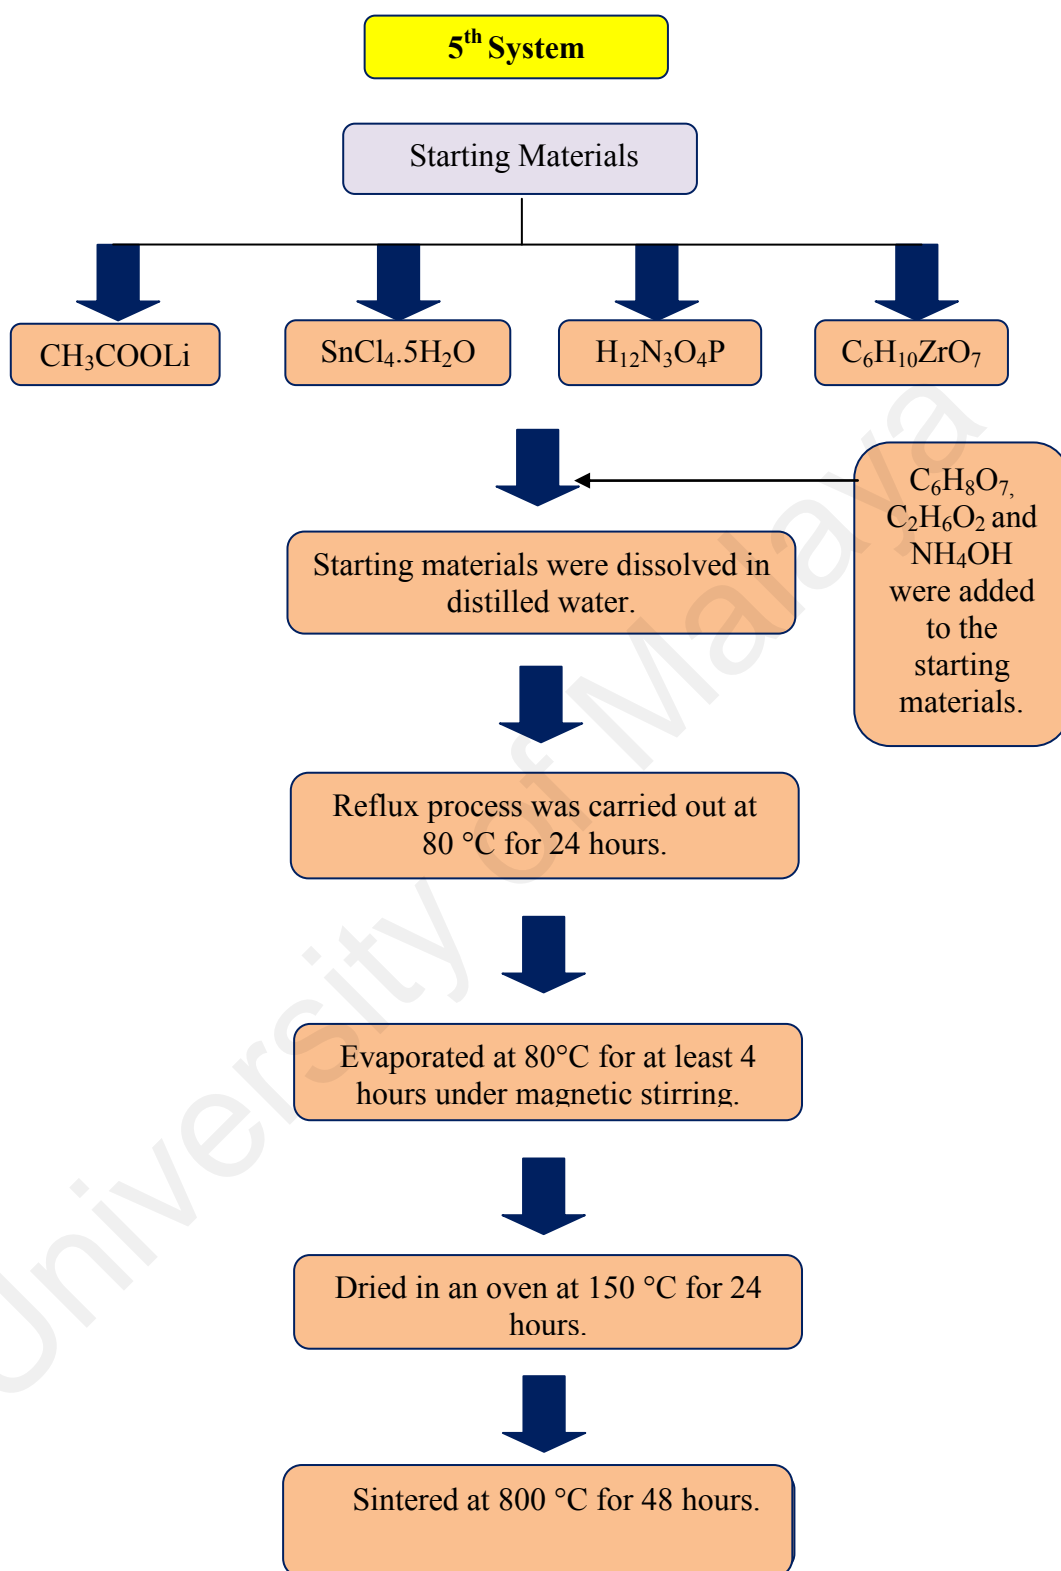 5th System
Starting Materials
CH₃COOLi
SnCl₄.5H₂O
H₁₂N₃O₄P
C₆H₁₀ZrO₇
C₆H₈O₇,
C₂H₆O₂ and
NH₄OH
were added
to the
starting
materials.
Starting materials were dissolved in
distilled water.
Reflux process was carried out at
80 °C for 24 hours.
Evaporated at 80°C for at least 4
hours under magnetic stirring.
Dried in an oven at 150 °C for 24
hours.
Sintered at 800 °C for 48 hours.
University of Malaya